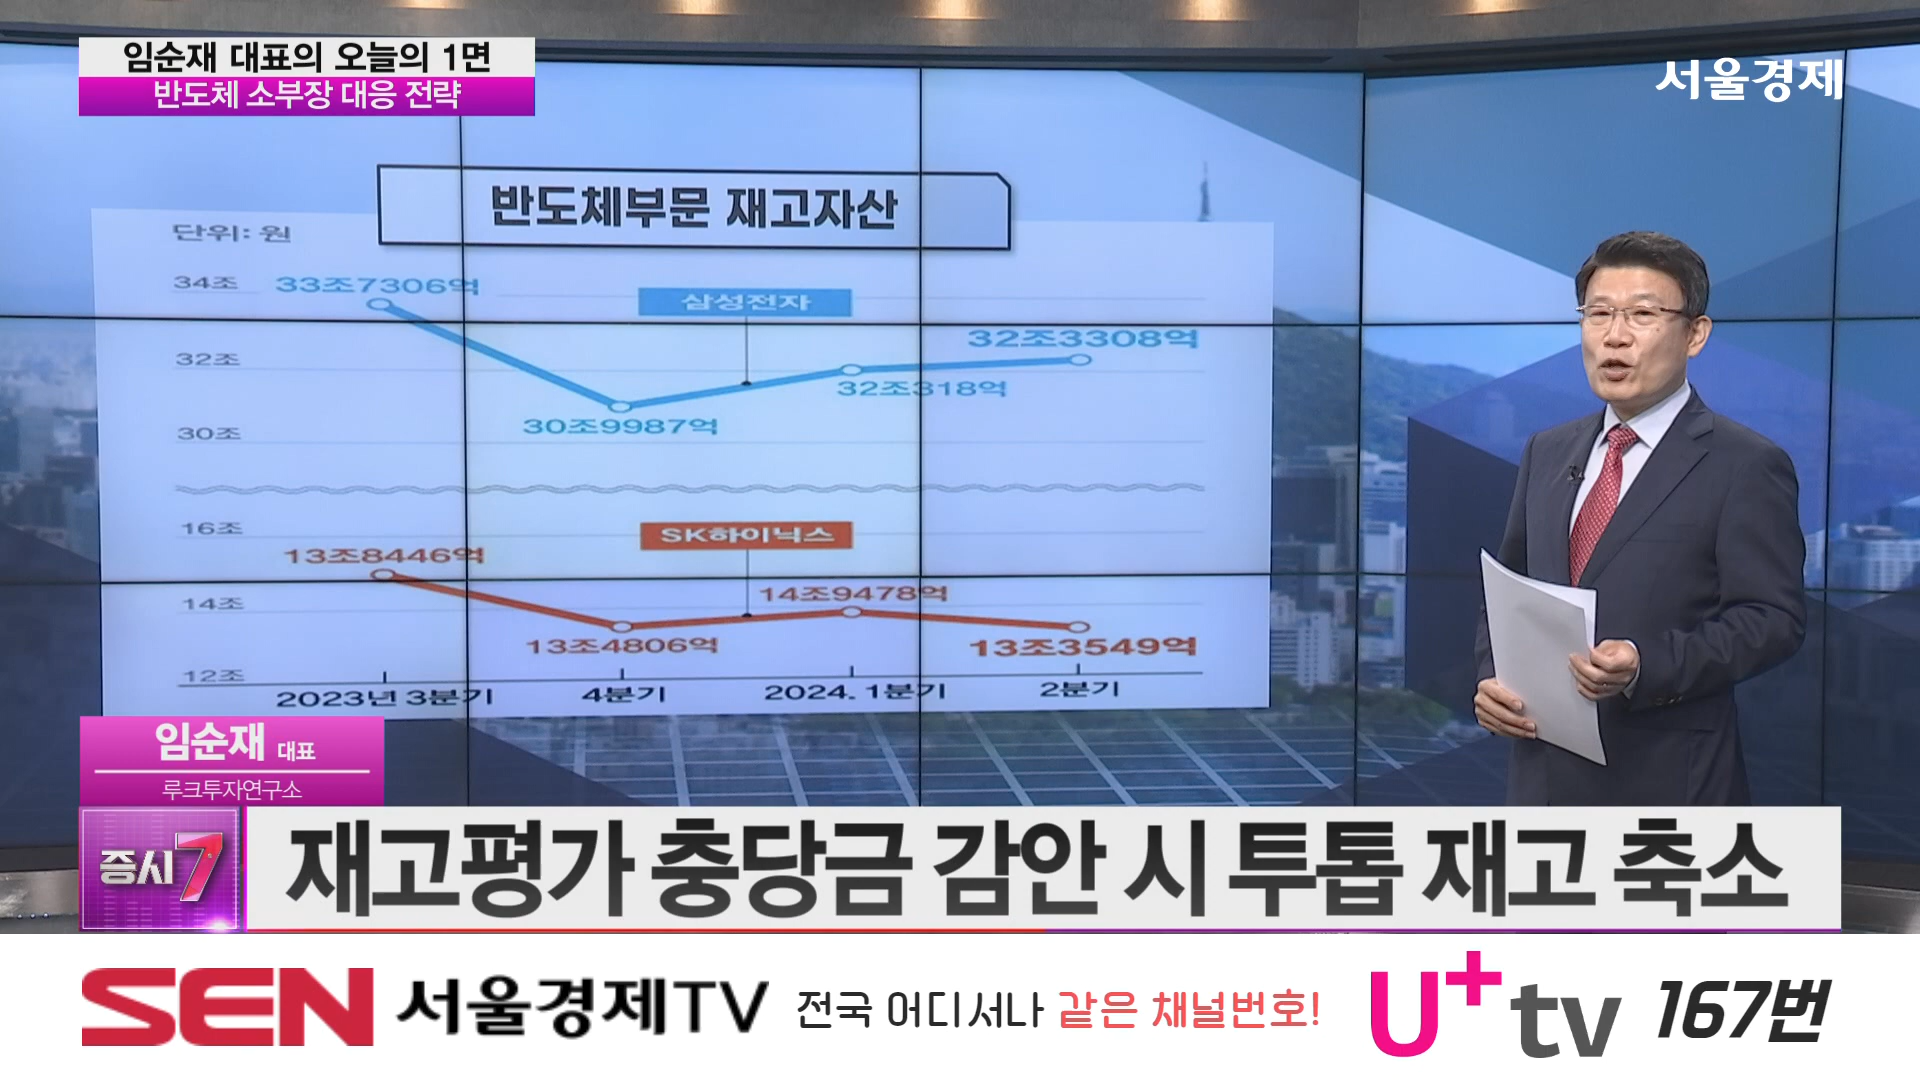 임순재 대표의 오늘의 1면
반도체 소부장 대응 전략
서울경제
반도체부문 재고자산
단위: 원
34조
33조7306억
삼성전자
32조3308억
32조
32조318억
30조9987억
30조
16조
SK하이닉스
13조8446억
14조9478억
14조
13조4806억
13조3549억
12조
2023년 3분기 4분기 2024. 1분기 2분기
임순재 대표
루크투자연구소
증시7
재고평가 충당금 감안 시 투톱 재고 축소
SEN 서울경제TV 전국 어디서나 같은 채널번호! U+tv 167번